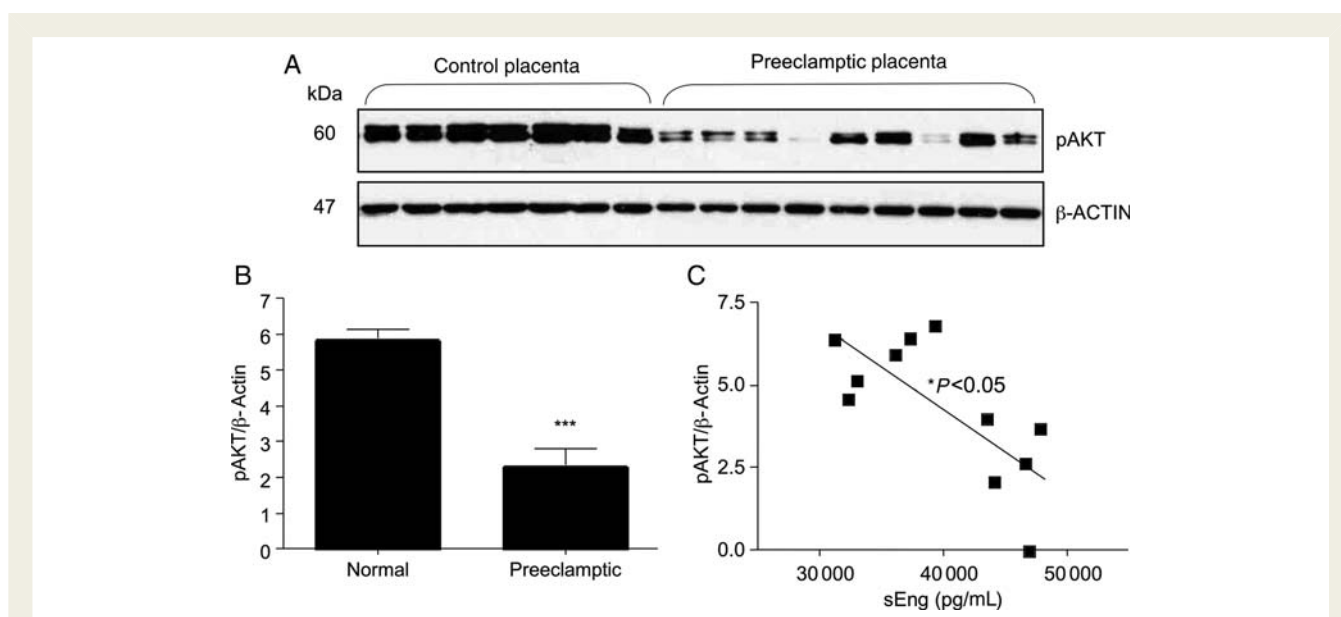 A
Control placenta
Preeclamptic placenta
kDa
60
pAKT
47
β-ACTIN
B
pAKT/β- Actin
7
6
5
4
3
2
1
0
***
Normal
Preeclamptic
C
pAKT/β-Actin
7.5
5.0
2.5
0.0
*P<0.05
30 000
40 000
50 000
sEng (pg/mL)